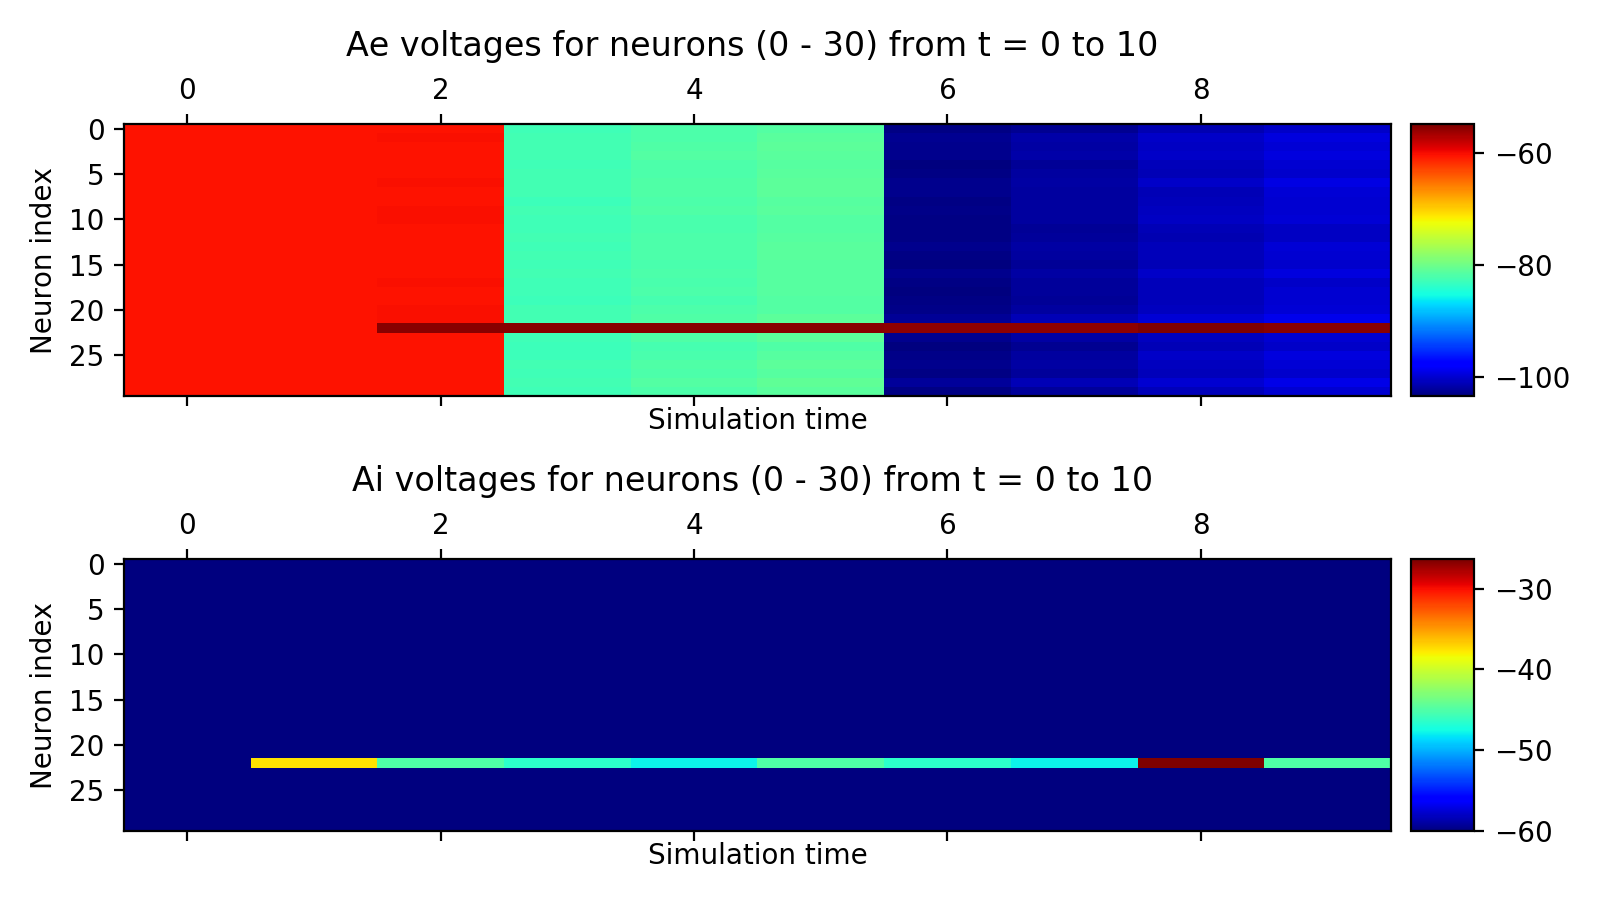 Ae voltages for neurons (0 - 30) from t = 0 to 10
0 2 4 6 8
Neuron index
0
5
10
15
20
25
Simulation time
−60
−80
−100
Ai voltages for neurons (0 - 30) from t = 0 to 10
0 2 4 6 8
Neuron index
0
5
10
15
20
25
Simulation time
−30
−40
−50
−60